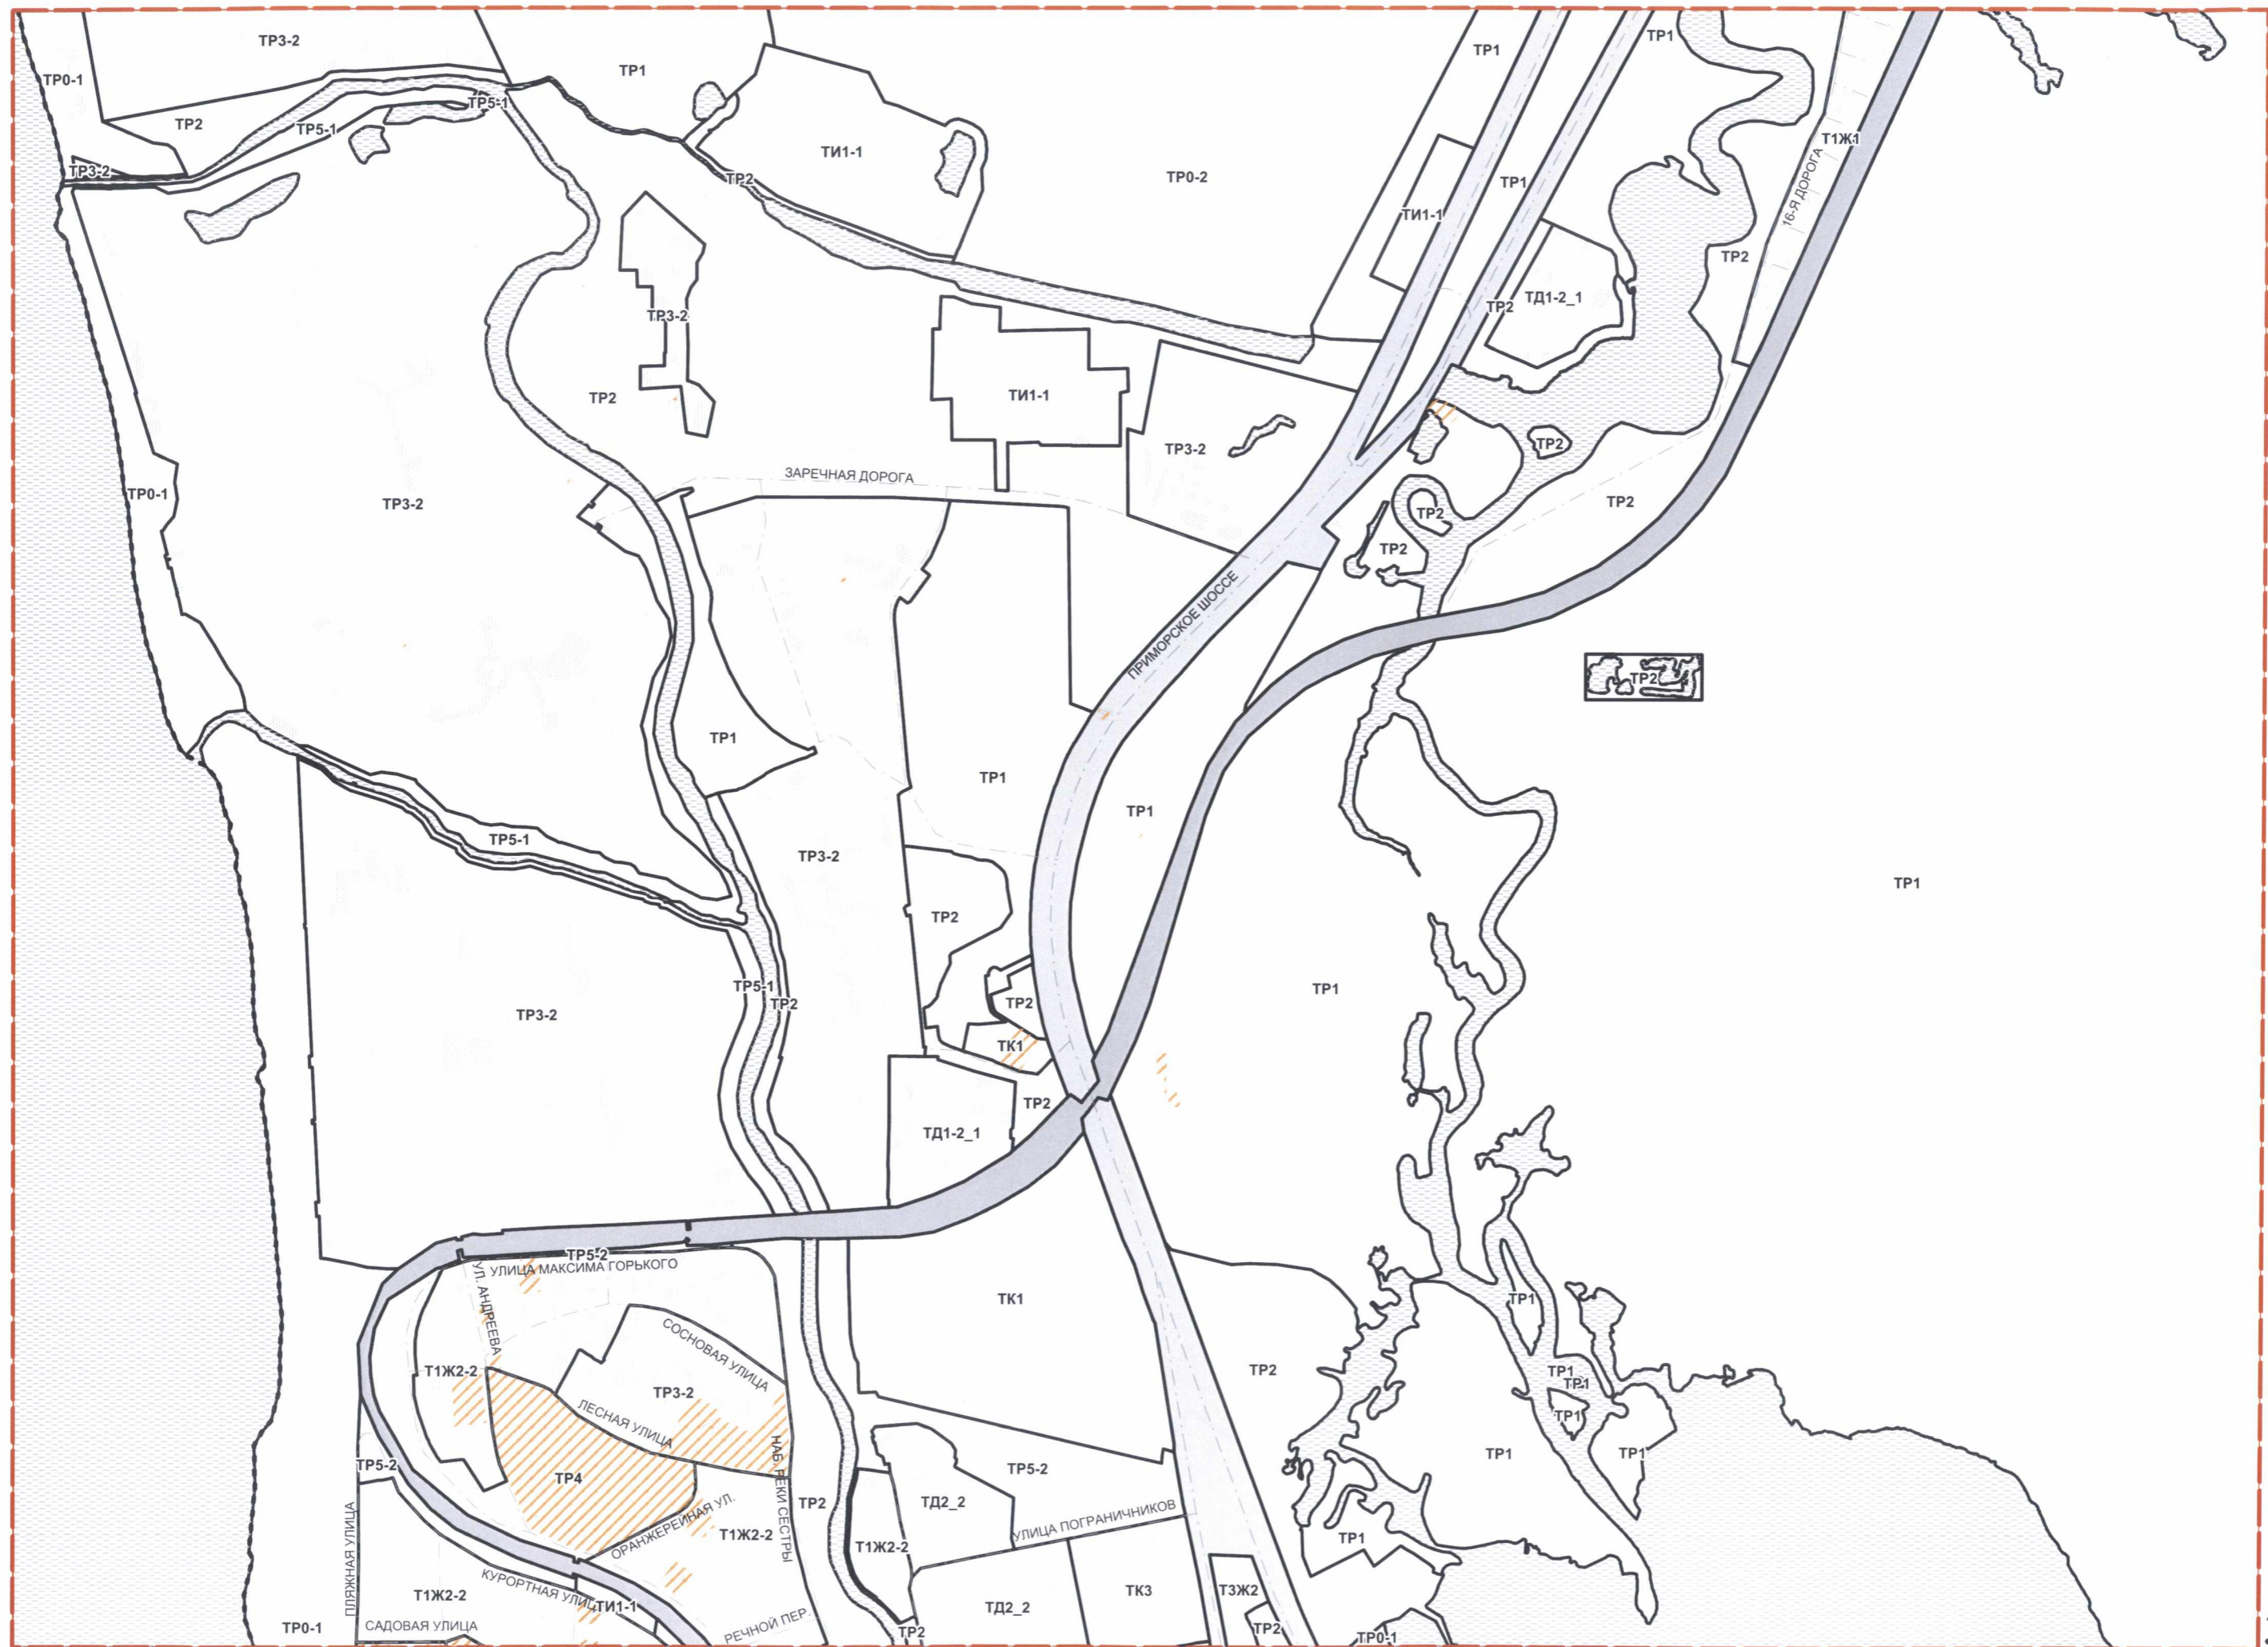 ТР3-2
ТР1
ТР1
ТР1
ТР0-1
ТР5-1
ТР2
ТР5-1
Т1Ж1
ТИ1-1
16-Я ДОРОГА
ТР3-2
ТР2
ТР0-2
ТР1
ТИ1-1
ТР2
ТД1-2_1
ТР2
ТР3-2
ТР2
ТИ1-1
ТР3-2
ТР2
ЗАРЕЧНАЯ ДОРОГА
ТР0-1
ТР3-2
ТР2
ТР2
ТР2
ПРИМОРСКОЕ ШОССЕ
ТР2
ТР1
ТР1
ТР1
ТР5-1
ТР3-2
ТР1
ТР2
ТР5-1
ТР2
ТР2
ТР1
ТР3-2
ТК1
ТР2
ТД1-2_1
ТР5-2
УЛИЦА МАКСИМА ГОРЬКОГО
УЛ. АНДРЕЕВА
ТК1
ТР1
СОСНОВАЯ УЛИЦА
Т1Ж2-2
ТР3-2
ТР2
ТР1
ТР1
ЛЕСНАЯ УЛИЦА
ТР1
ТР5-2
ТР4
НАБ. РЕКИ СЕСТРЫ
ТР5-2
ТР1
ТР1
ТР2
ТД2_2
ПЛЯЖНАЯ УЛИЦА
ОРАНЖЕРЕЙНАЯ УЛ.
Т1Ж2-2
Т1Ж2-2
УЛИЦА ПОГРАНИЧНИКОВ
ТР1
КУРОРТНАЯ УЛИЦ
Т1Ж2-2
ТИ1-1
ТД2_2
ТК3
Т3Ж2
ТР0-1
САДОВАЯ УЛИЦА
РЕЧНОЙ ПЕР.
ТР2
ТР2
ТР0-1